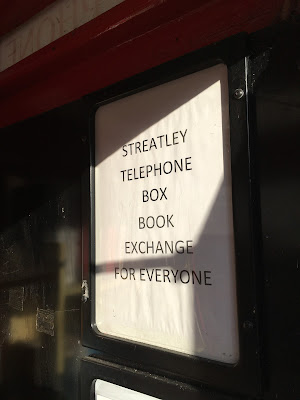 STREATLEY
TELEPHONE
BOX
BOOK
EXCHANGE
FOR EVERYONE